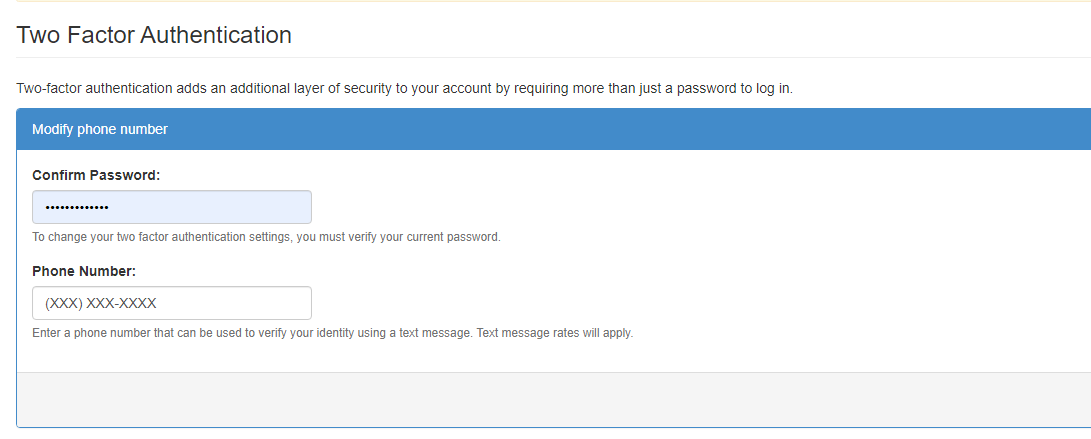 Two Factor Authentication
Two-factor authentication adds an additional layer of security to your account by requiring more than just a password to log in.
Modify phone number
Confirm Password:
•••••••••••••
To change your two factor authentication settings, you must verify your current password.
Phone Number:
(XXX) XXX-XXXX
Enter a phone number that can be used to verify your identity using a text message. Text message rates will apply.